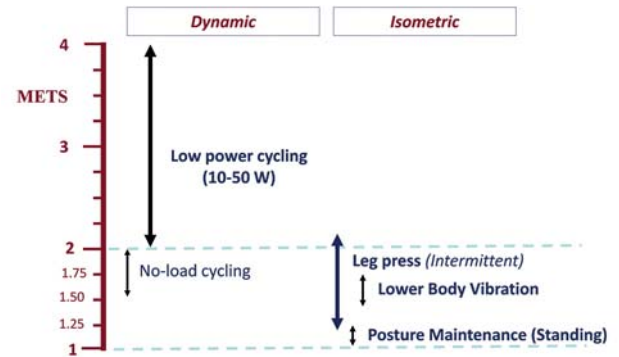 Dynamic
Isometric
4
METS
3
Low power cycling
(10-50 W)
2
No-load cycling
Leg press (Intermittent)
1.75
Lower Body Vibration
1.50
1.25
Posture Maintenance (Standing)
1